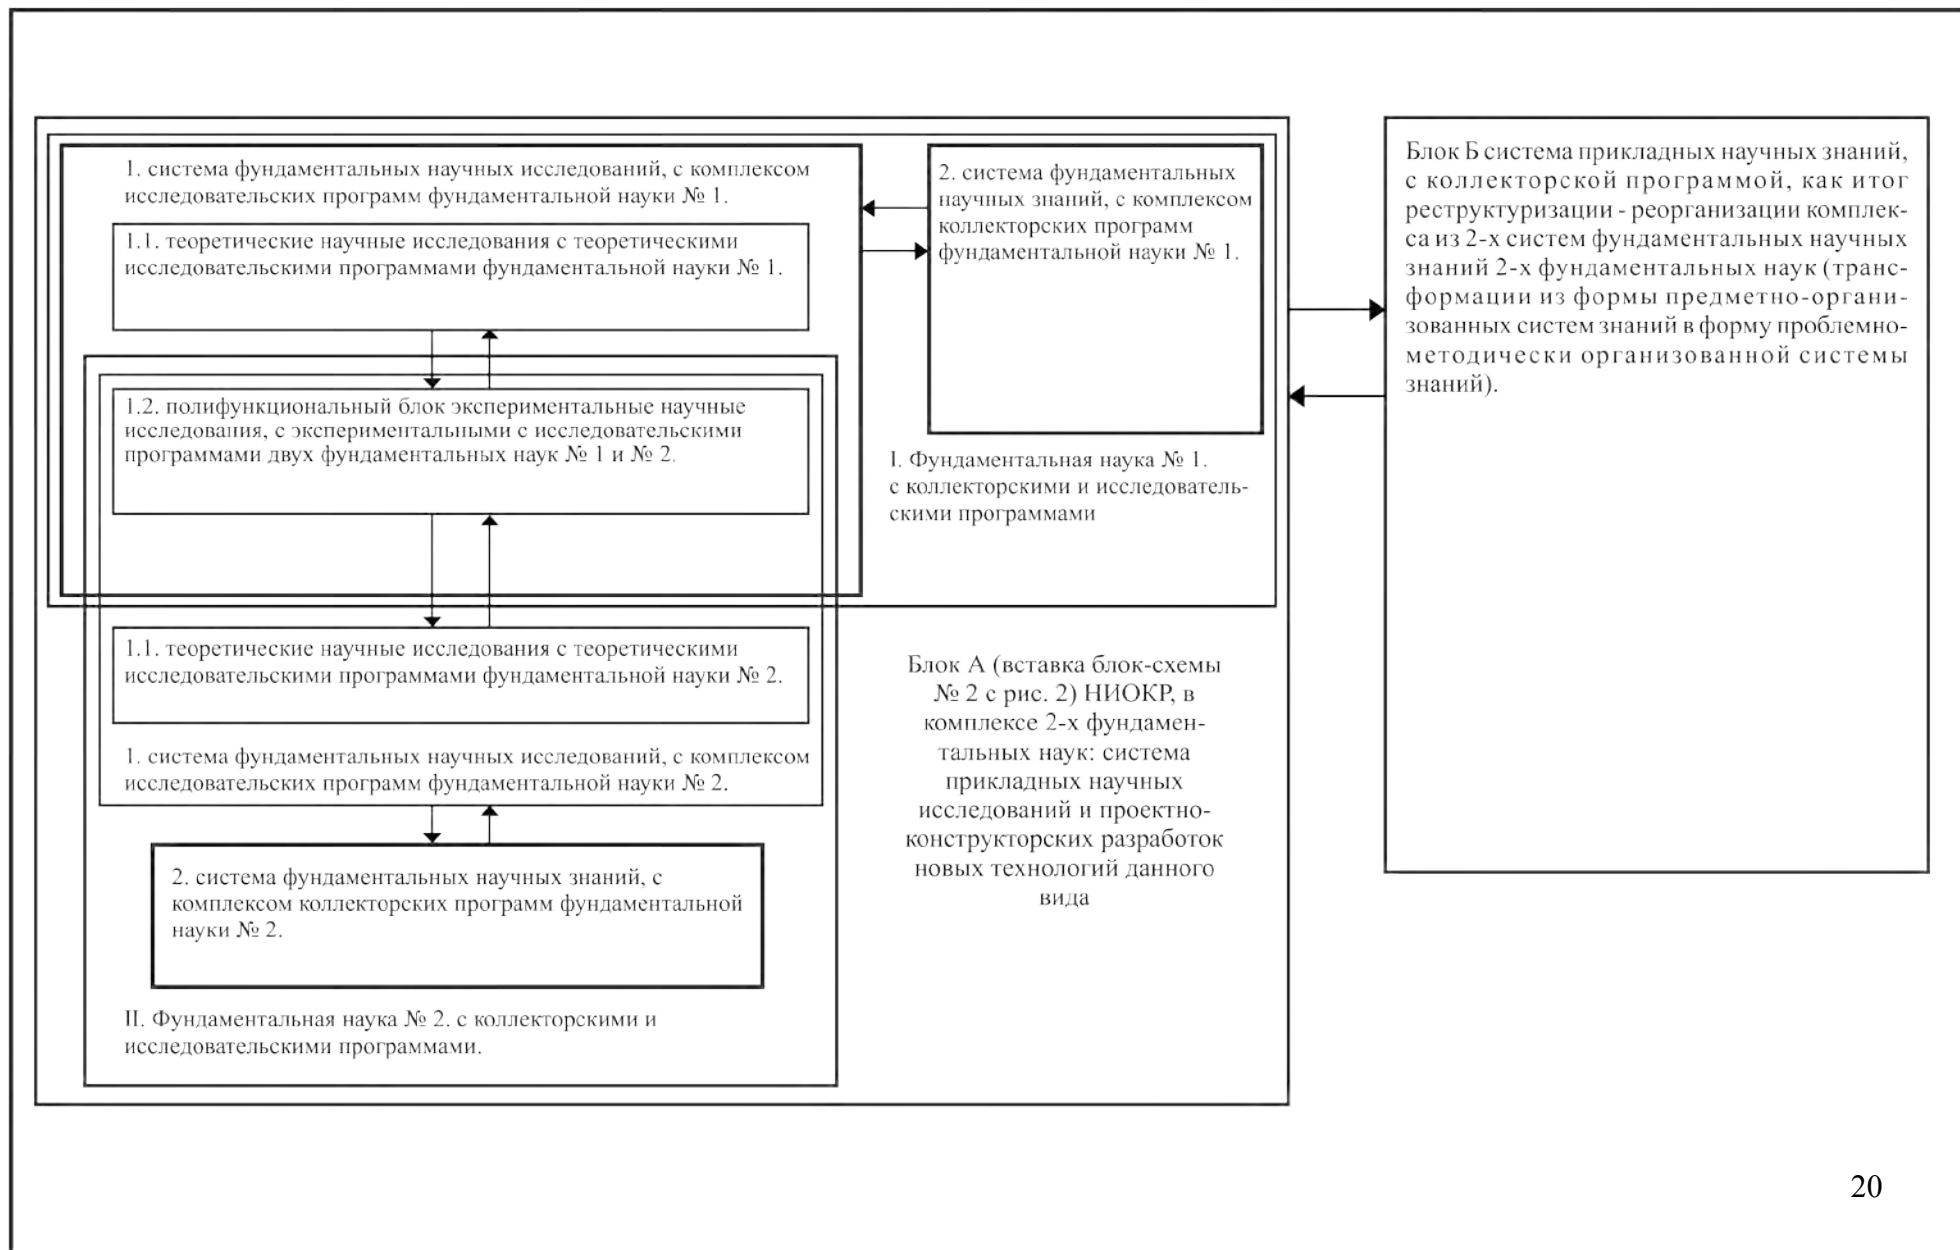 1. система фундаментальных научных исследований, с комплексом
исследовательских программ фундаментальной науки № 1.
1.1. теоретические научные исследования с теоретическими
исследовательскими программами фундаментальной науки № 1.
1.2. полифункциональный блок экспериментальные научные
исследования, с экспериментальными с исследовательскими
программами двух фундаментальных наук № 1 и № 2.
2. система фундаментальных
научных знаний, с комплексом
коллекторских программ
фундаментальной науки № 1.
I. Фундаментальная наука № 1.
с коллекторскими и исследователь-
скими программами
1.1. теоретические научные исследования с теоретическими
исследовательскими программами фундаментальной науки № 2.
1. система фундаментальных научных исследований, с комплексом
исследовательских программ фундаментальной науки № 2.
2. система фундаментальных научных знаний, с
комплексом коллекторских программ фундаментальной
науки № 2.
II. Фундаментальная наука № 2. с коллекторскими и
исследовательскими программами.
Блок А (вставка блок-схемы
№ 2 с рис. 2) НИОКР, в
комплексе 2-х фундамен-
тальных наук: система
прикладных научных
исследований и проектно-
конструкторских разработок
новых технологий данного
вида
Блок Б система прикладных научных знаний,
с коллекторской программой, как итог
реструктуризации - реорганизации комплек-
са из 2-х систем фундаментальных научных
знаний 2-х фундаментальных наук (транс-
формации из формы предметно-органи-
зованных систем знаний в форму проблемно-
методически организованной системы
знаний).
20